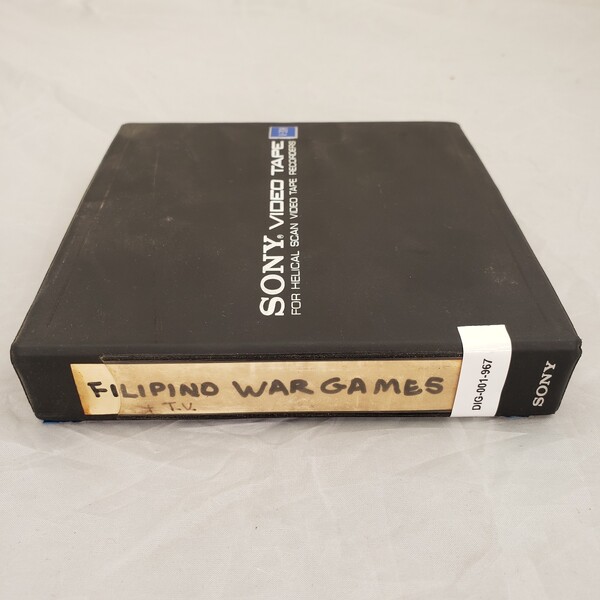 SONY® VIDEO TAPE
FOR HELICAL SCAN VIDEO TAPE RECORDERS
FILIPINO WAR GAMES
+ T.V.
DIG-001-967
SONY